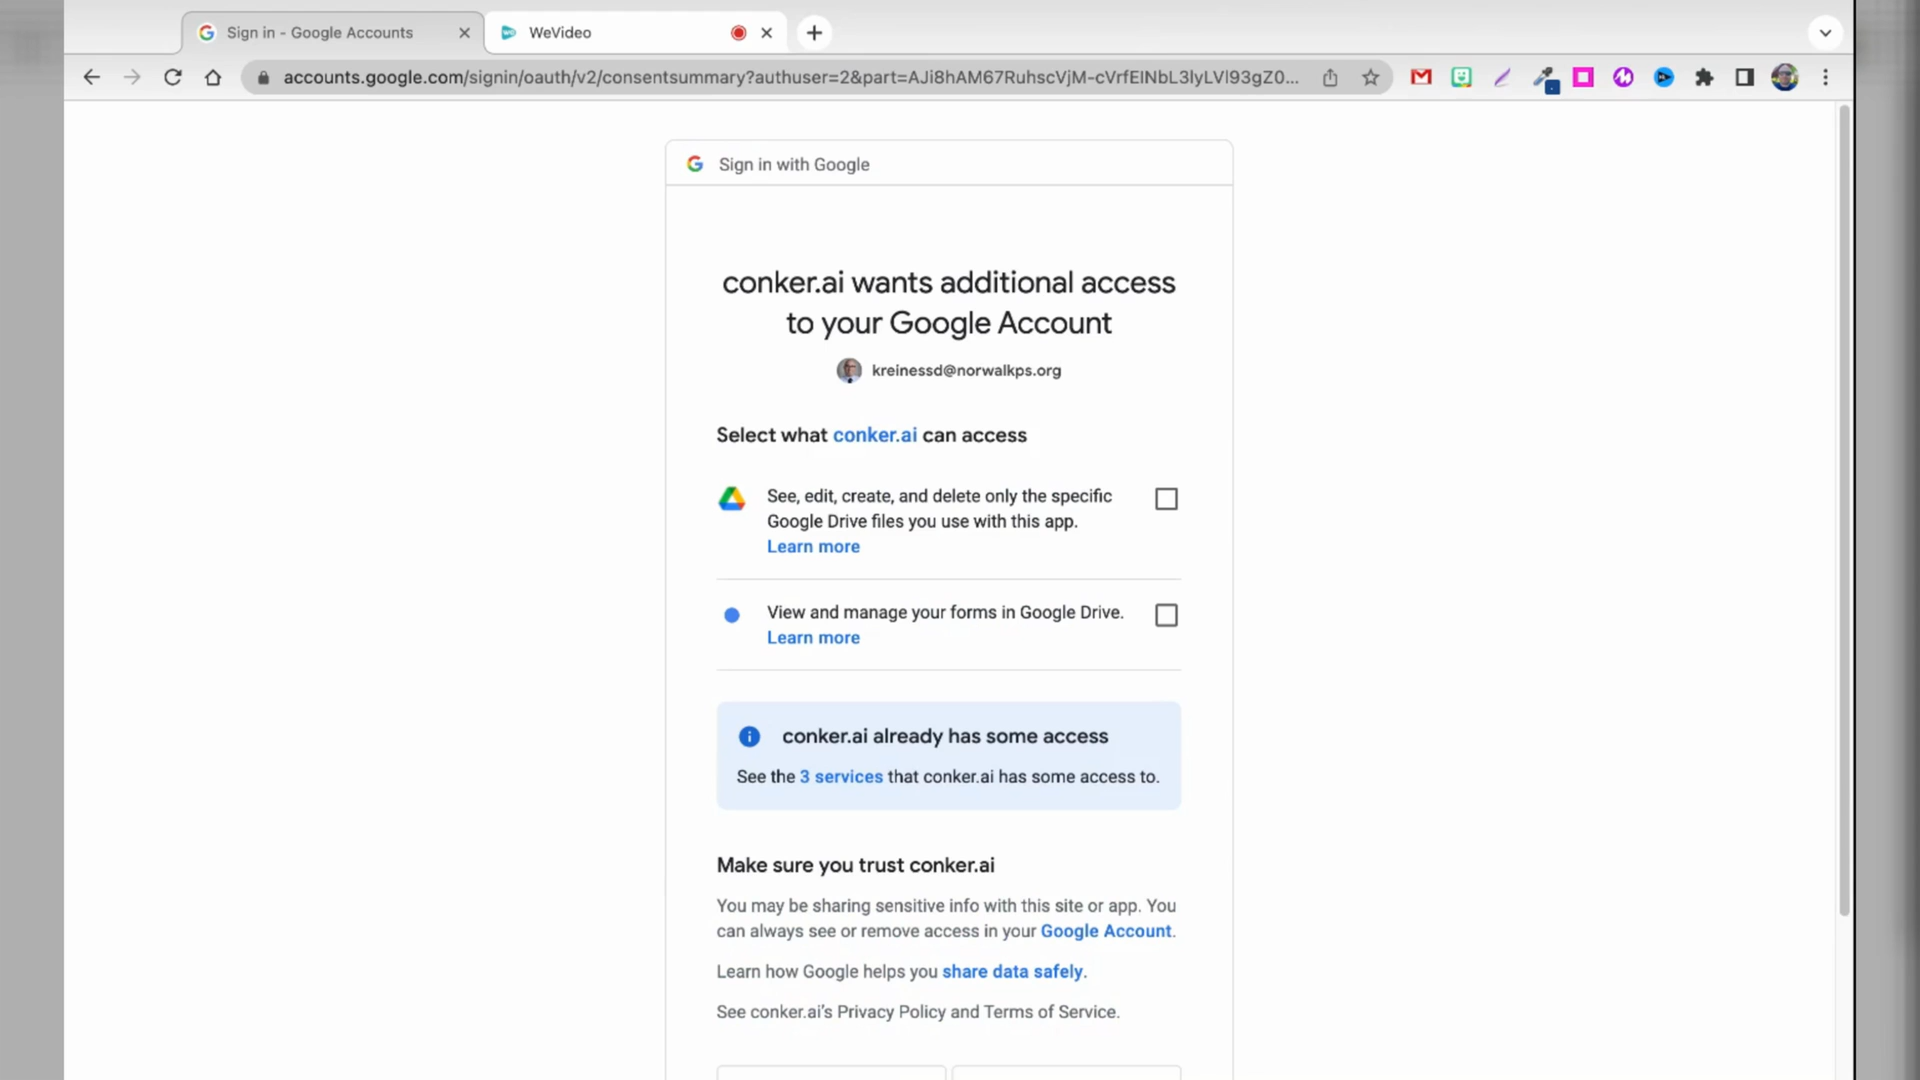 Sign in - Google Accounts
WeVideo
accounts.google.com/signin/oauth/v2/consentsummary?authuser=2&part=AJi8hAM67RuhscVjM-cVrfEINbL3lyLVl93gZ0...
Sign in with Google
conker.ai wants additional access
to your Google Account
kreinessd@norwalkps.org
Select what conker.ai can access
See, edit, create, and delete only the specific
Google Drive files you use with this app.
Learn more
View and manage your forms in Google Drive.
Learn more
conker.ai already has some access
See the 3 services that conker.ai has some access to.
Make sure you trust conker.ai
You may be sharing sensitive info with this site or app. You
can always see or remove access in your Google Account.
Learn how Google helps you share data safely.
See conker.ai's Privacy Policy and Terms of Service.